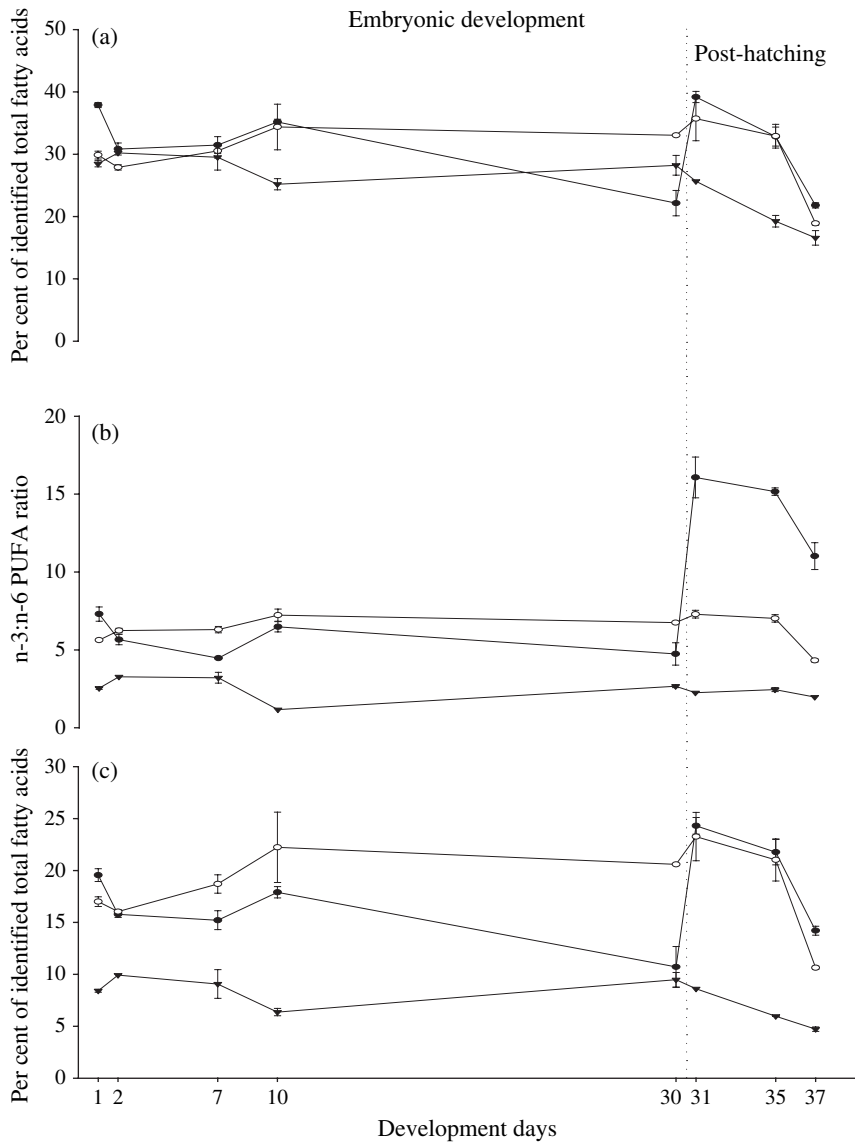 Embryonic development
Post-hatching
(a)
Per cent of identified total fatty acids
50
40
30
20
10
0
(b)
n-3:n-6 PUFA ratio
20
15
10
5
0
(c)
Per cent of identified total fatty acids
30
25
20
15
10
5
0
1 2 7 10 30 31 35 37
Development days